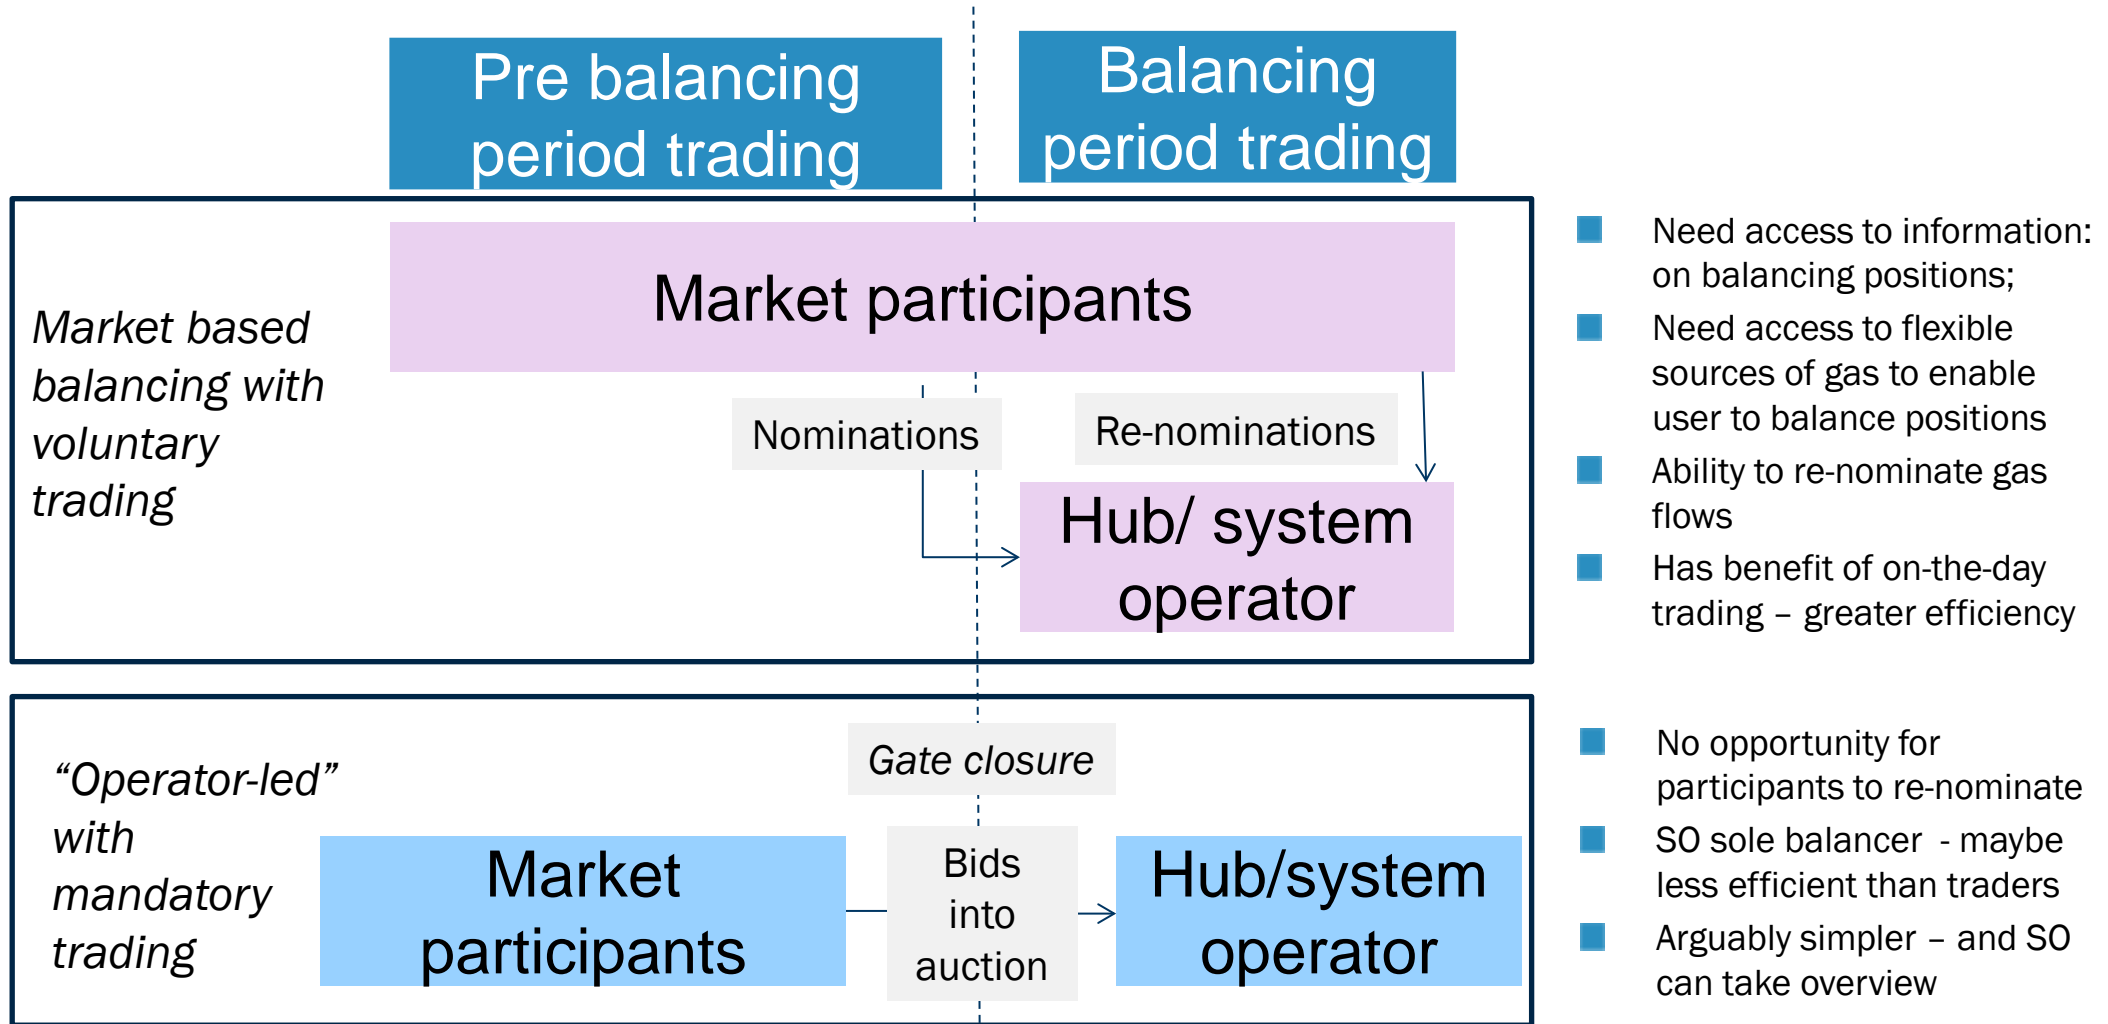 Pre balancing
period trading
Balancing
period trading
Market based
balancing with
voluntary
trading
Market participants
Nominations
Re-nominations
Hub/ system
operator
Need access to information:
on balancing positions;
Need access to flexible
sources of gas to enable
user to balance positions
Ability to re-nominate gas
flows
Has benefit of on-the-day
trading – greater efficiency
“Operator-led”
with
mandatory
trading
Gate closure
Market
participants
Bids
into
auction
Hub/system
operator
No opportunity for
participants to re-nominate
SO sole balancer - maybe
less efficient than traders
Arguably simpler – and SO
can take overview